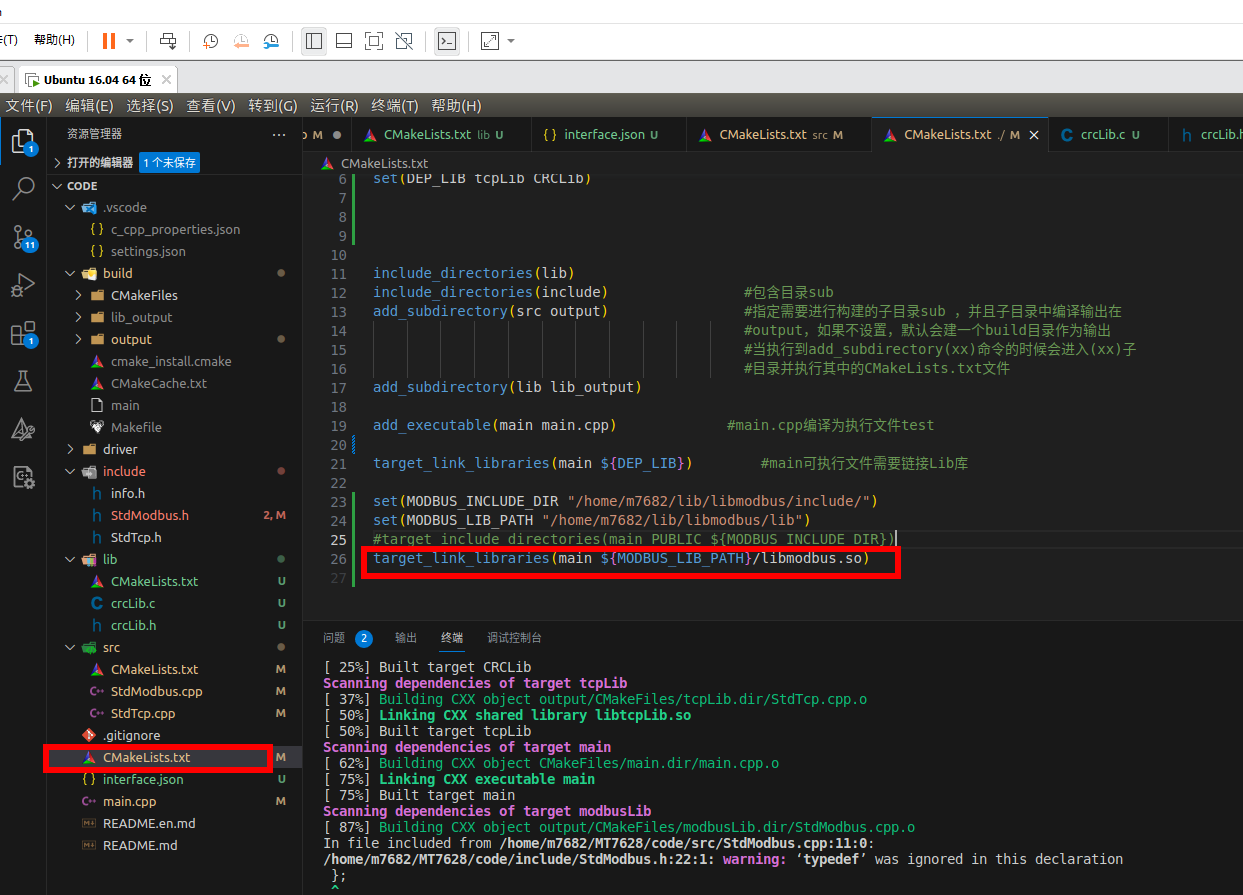 (T) 帮助(H)
Ubuntu 16.04 64 位
文件(F) 编辑(E) 选择(S) 查看(V) 转到(G) 运行(R) 终端(T) 帮助(H)
资源管理器 ...
M CMakeLists.txt lib U {} interface.json U CMakeLists.txt src M CMakeLists.txt ./ M C crcLib.c U h crcLib.h
打开的编辑器 1 个未保存
CODE
.vscode
{} c_cpp_properties.json
{} settings.json
build
CMakeFiles
lib_output
output
cmake_install.cmake
CMakeCache.txt
main
Makefile
driver
include
h info.h
h StdModbus.h 2, M
h StdTcp.h
lib
CMakeLists.txt U
C crcLib.c U
h crcLib.h U
src
CMakeLists.txt M
StdModbus.cpp M
StdTcp.cpp M
.gitignore
CMakeLists.txt M
{} interface.json U
main.cpp M
README.en.md
README.md
1
11
1
CMakeLists.txt
6 set(DEP_LIB tcpLib CRCLib)
7
8
9
10
11 include_directories(lib)
12 include_directories(include) #包含目录sub
13 add_subdirectory(src output) #指定需要进行构建的子目录sub ，并且子目录中编译输出在
14 #output，如果不设置，默认会建一个build目录作为输出
15 #当执行到add_subdirectory(xx)命令的时候会进入(xx)子
16 #目录并执行其中的CMakeLists.txt文件
17 add_subdirectory(lib lib_output)
18
19 add_executable(main main.cpp) #main.cpp编译为执行文件test
20
21 target_link_libraries(main ${DEP_LIB}) #main可执行文件需要链接Lib库
22
23 set(MODBUS_INCLUDE_DIR "/home/m7682/lib/libmodbus/include/")
24 set(MODBUS_LIB_PATH "/home/m7682/lib/libmodbus/lib")
25 #target_include_directories(main PUBLIC ${MODBUS_INCLUDE_DIR})
26 target_link_libraries(main ${MODBUS_LIB_PATH}/libmodbus.so)
27
问题 2 输出 终端 调试控制台
[ 25%] Built target CRCLib
Scanning dependencies of target tcpLib
[ 37%] Building CXX object output/CMakeFiles/tcpLib.dir/StdTcp.cpp.o
[ 50%] Linking CXX shared library libtcpLib.so
[ 50%] Built target tcpLib
Scanning dependencies of target main
[ 62%] Building CXX object CMakeFiles/main.dir/main.cpp.o
[ 75%] Linking CXX executable main
[ 75%] Built target main
Scanning dependencies of target modbusLib
[ 87%] Building CXX object output/CMakeFiles/modbusLib.dir/StdModbus.cpp.o
In file included from /home/m7682/MT7628/code/src/StdModbus.cpp:11:0:
/home/m7682/MT7628/code/include/StdModbus.h:22:1: warning: ‘typedef’ was ignored in this declaration
};
^